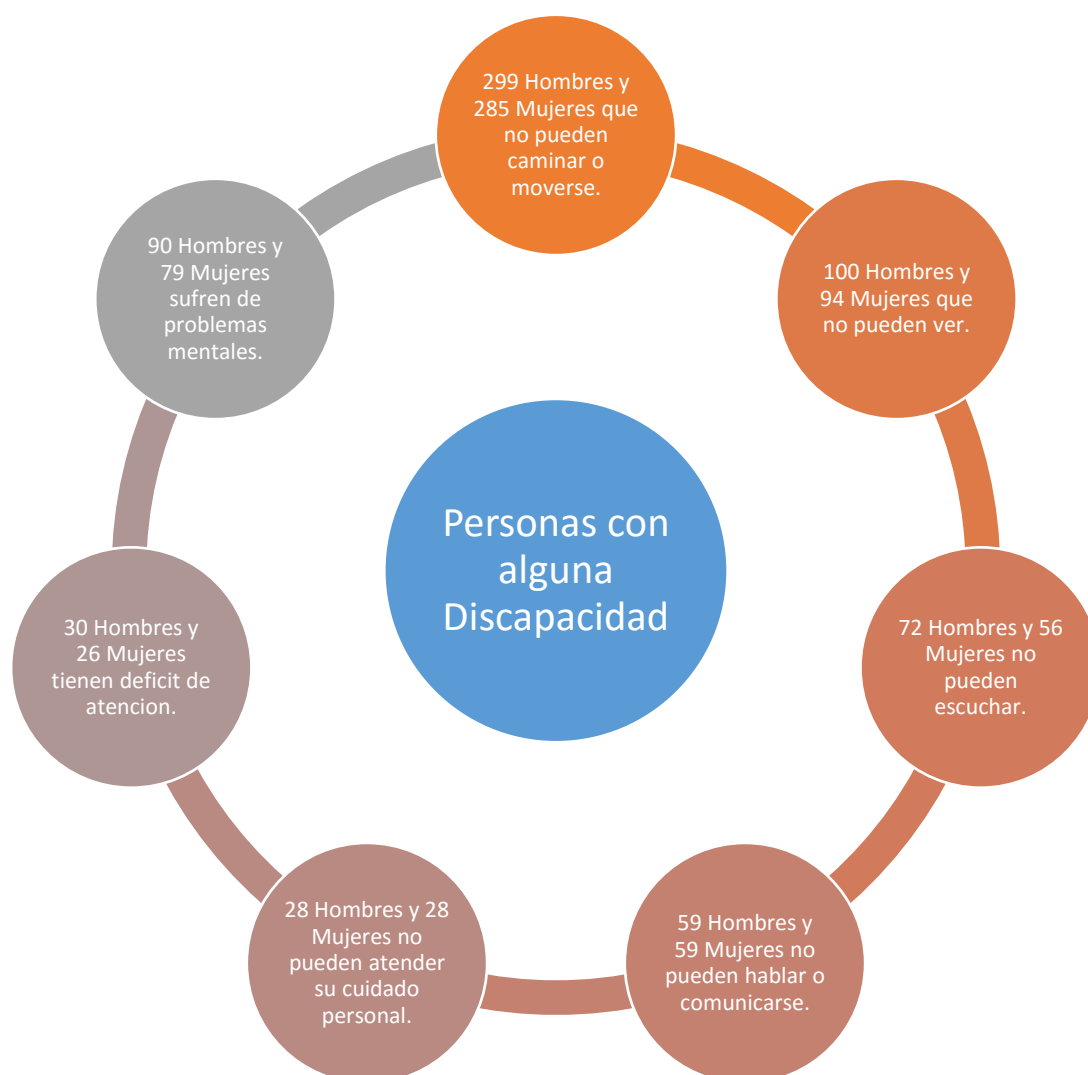 299 Hombres y
285 Mujeres que
no pueden
caminar o
moverse.
100 Hombres y
94 Mujeres que
no pueden ver.
72 Hombres y 56
Mujeres no
pueden
escuchar.
59 Hombres y
59 Mujeres no
pueden hablar o
comunicarse.
28 Hombres y 28
Mujeres no
pueden atender
su cuidado
personal.
30 Hombres y
26 Mujeres
tienen deficit de
atencion.
90 Hombres y
79 Mujeres
sufren de
problemas
mentales.
Personas con
alguna
Discapacidad